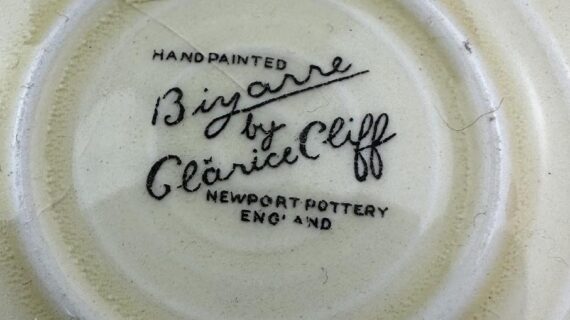 HANDPAINTED
Bizarre
by
Clarice Cliff
NEWPORT POTTERY
ENGLAND